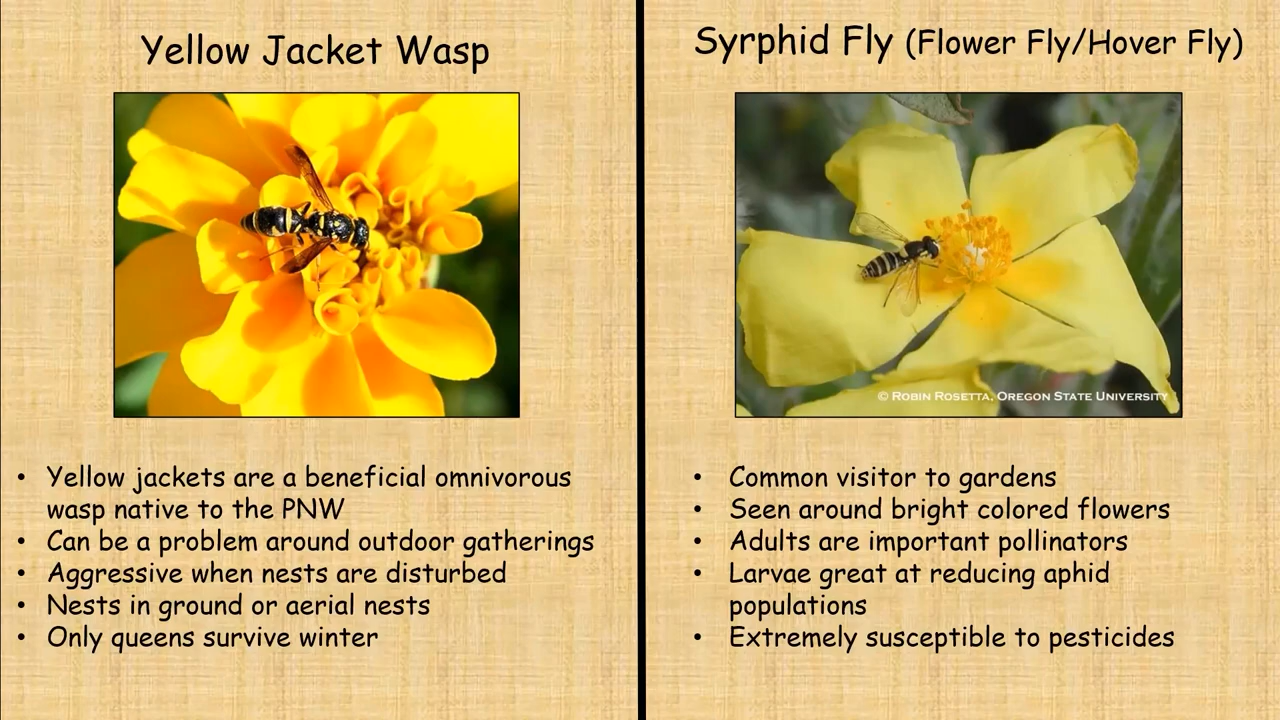 Yellow Jacket Wasp
• Yellow jackets are a beneficial omnivorous
wasp native to the PNW
• Can be a problem around outdoor gatherings
• Aggressive when nests are disturbed
• Nests in ground or aerial nests
• Only queens survive winter
Syrphid Fly (Flower Fly/Hover Fly)
© Robin Rosetta, Oregon State University
• Common visitor to gardens
• Seen around bright colored flowers
• Adults are important pollinators
• Larvae great at reducing aphid
populations
• Extremely susceptible to pesticides